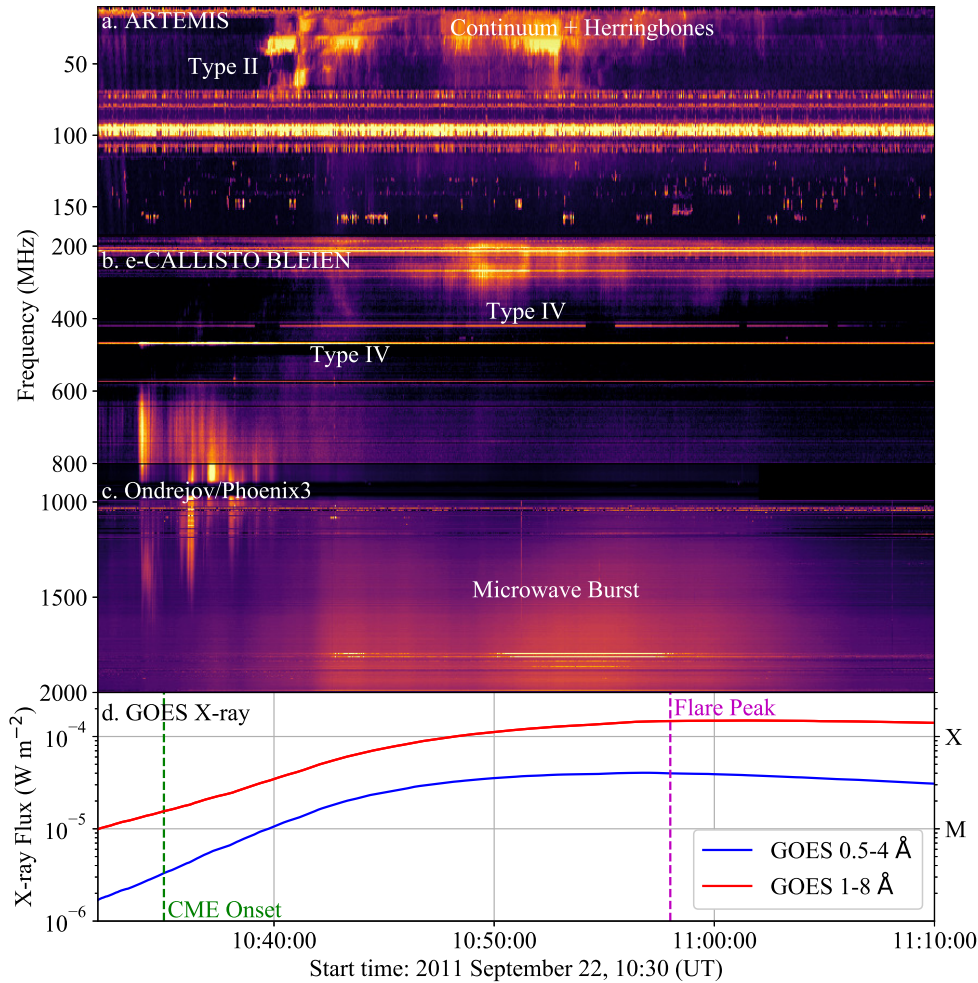 a. ARTEMIS
Continuum + Herringbones
Type II
50
100
150
200
b. e-CALLISTO BLEIEN
Type IV
400
Type IV
600
800
c. Ondrejov/Phoenix3
1000
Microwave Burst
1500
2000
Frequency (MHz)
d. GOES X-ray
Flare Peak
10⁻⁴
X
10⁻⁵
M
GOES 0.5-4 Å
GOES 1-8 Å
CME Onset
10⁻⁶
X-ray Flux (W m⁻²)
10:40:00
10:50:00
11:00:00
11:10:00
Start time: 2011 September 22, 10:30 (UT)